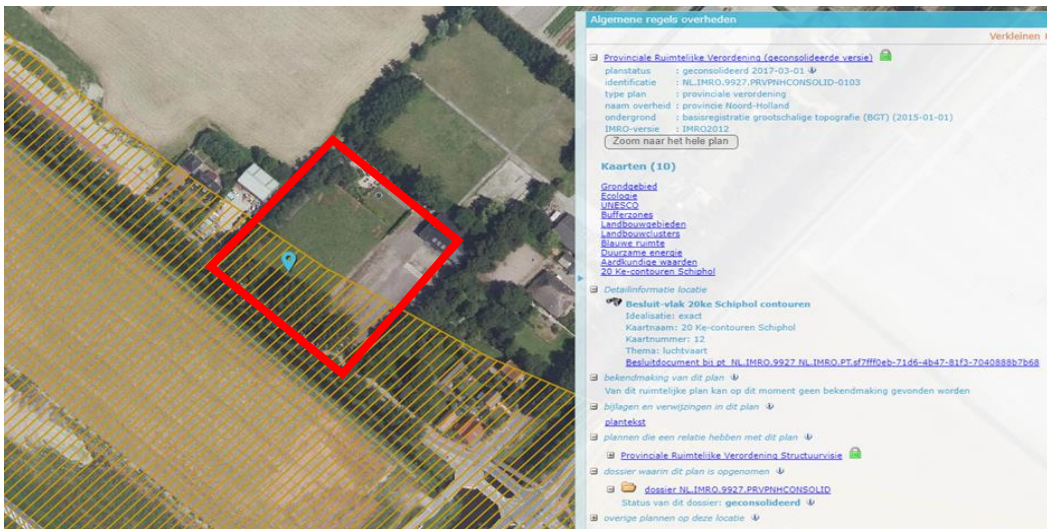 Algemene regels overheden
Verkleinen
Provinciale Ruimtelijke Verordening (geconsolideerde versie)
planstatus : geconsolideerd 2017-03-01
identificatie : NL.IMRO.9927.PRVPNHCONSOLID-0103
type plan : provinciale verordening
naam overheid : provincie Noord-Holland
ondergrond : basisregistratie grootschalige topografie (BGT) (2015-01-01)
IMRO-versie : IMRO2012
Zoom naar het hele plan
Kaarten (10)
Grondgebied
Ecologie
UNESCO
Bufferzones
Landbouwgebieden
Landbouwclusters
Blauwe ruimte
Duurzame energie
Aardkundige waarden
20 Ke-contouren Schiphol
Detailinformatie locatie
Besluit-vlak 20ke Schiphol contouren
Idealisatie: exact
Kaartnaam: 20 Ke-contouren Schiphol
Kaartnummer: 12
Thema: luchtvaart
Besluitdocument bij pt_NL.IMRO.9927_NL.IMRO.PT.sf7fff0eb-71d6-4b47-81f3-7040888b7b68
bekendmaking van dit plan
Van dit ruimtelijke plan kan op dit moment geen bekendmaking gevonden worden
bijlagen en verwijzingen in dit plan
plantekst
plannen die een relatie hebben met dit plan
Provinciale Ruimtelijke Verordening Structuurvisie
dossier waarin dit plan is opgenomen
dossier NL.IMRO.9927.PRVPNHCONSOLID
Status van dit dossier: geconsolideerd
overige plannen op deze locatie